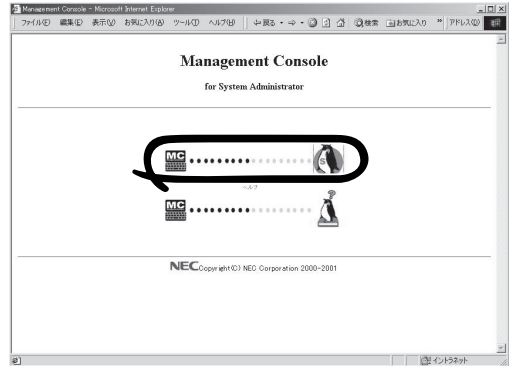 Management Console - Microsoft Internet Explorer
ファイル(F) 編集(E) 表示(V) お気に入り(A) ツール(T) ヘルプ(H) 戻る 検索 お気に入り » アドレス(D)
Management Console
for System Administrator
MC S
ヘルプ
MC ?
NEC Copyright(C) NEC Corporation 2000-2001
イントラネット